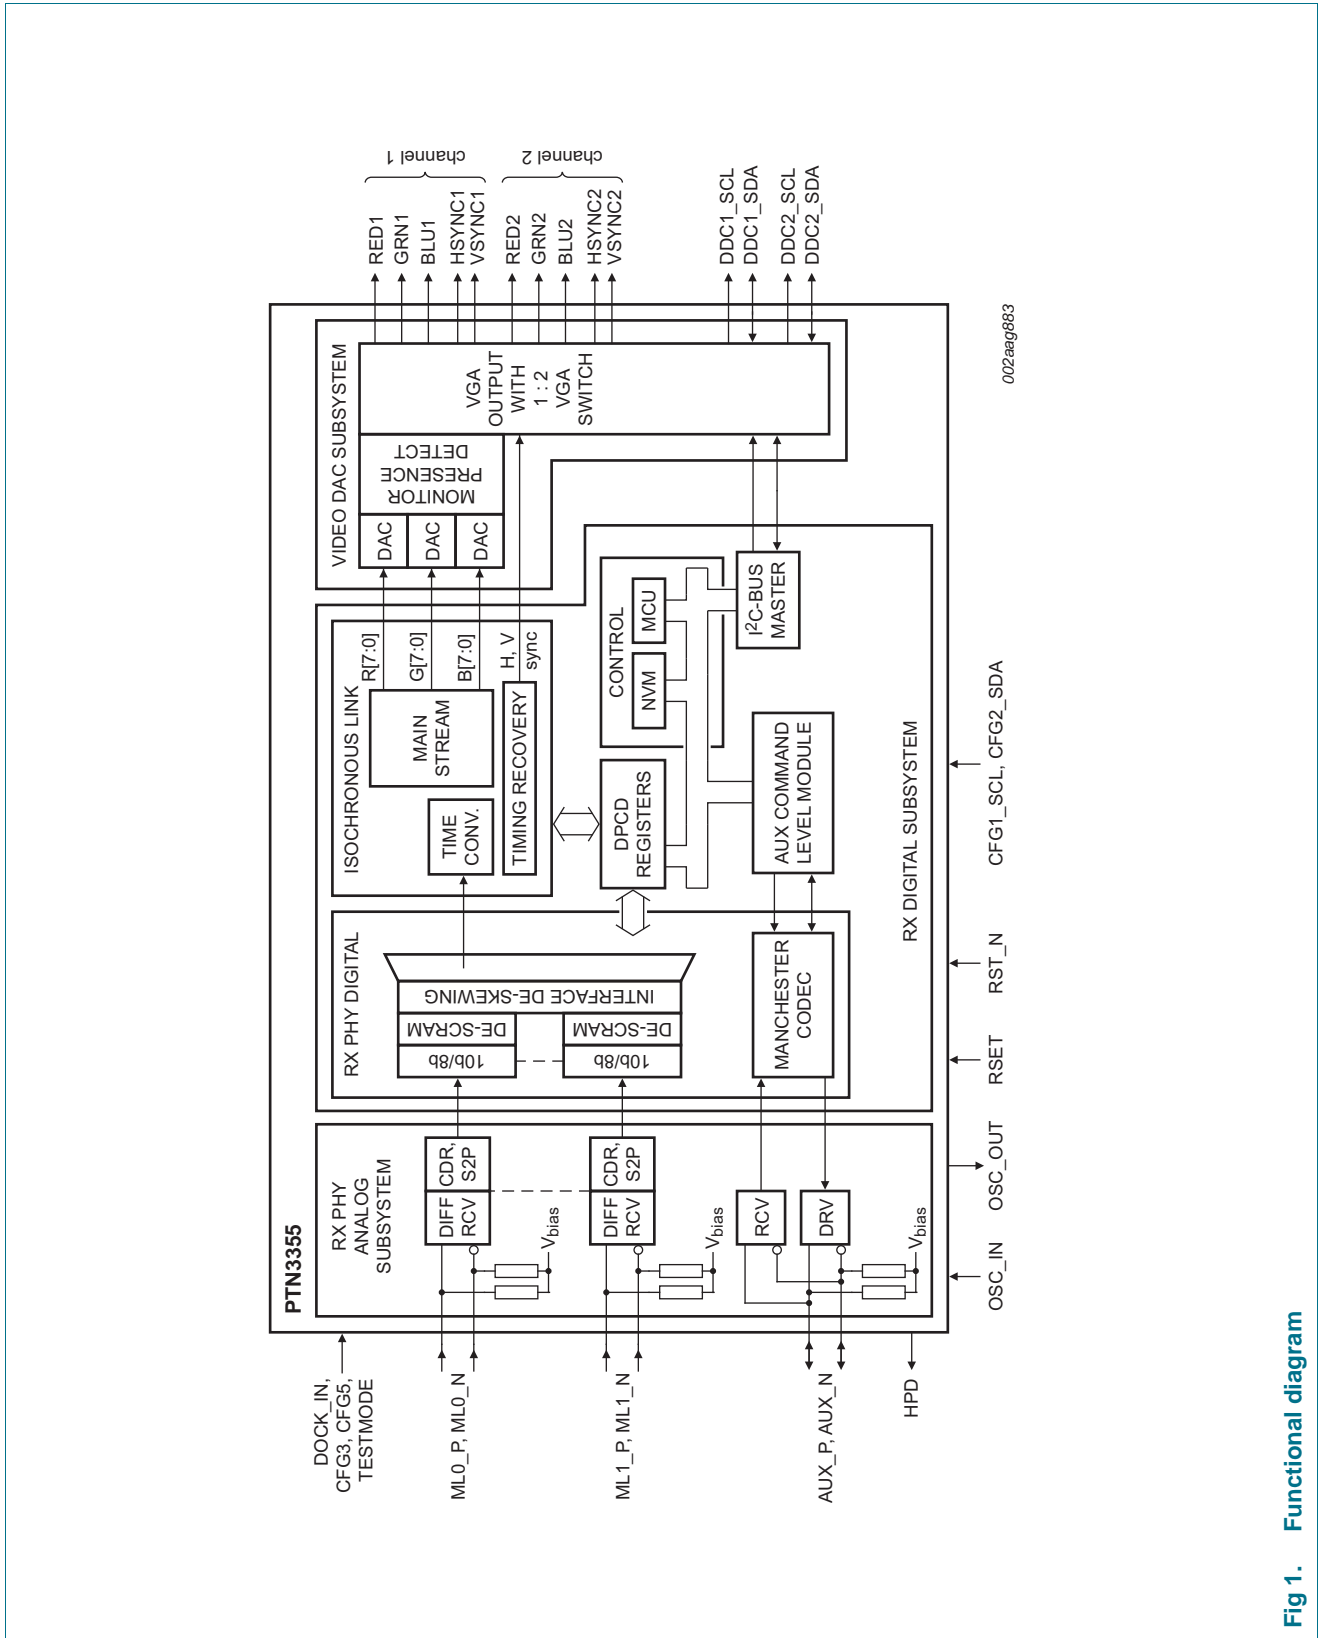 PTN3355
DOCK_IN,
CFG3, CFG5,
TESTMODE
ML0_P, ML0_N
ML1_P, ML1_N
AUX_P, AUX_N
HPD
RX PHY
ANALOG
SUBSYSTEM
DIFF
RCV
CDR,
S2P
Vbias
DIFF
RCV
CDR,
S2P
Vbias
RCV
DRV
Vbias
RX PHY DIGITAL
10b/8b
DE-SCRAM
10b/8b
DE-SCRAM
INTERFACE DE-SKEWING
MANCHESTER
CODEC
ISOCHRONOUS LINK
TIME
CONV.
MAIN
STREAM
R[7:0]
G[7:0]
B[7:0]
TIMING RECOVERY
H, V
sync
DPCD
REGISTERS
CONTROL
NVM
MCU
AUX COMMAND
LEVEL MODULE
I2C-BUS
MASTER
RX DIGITAL SUBSYSTEM
VIDEO DAC SUBSYSTEM
DAC
DAC
DAC
MONITOR
PRESENCE
DETECT
VGA
OUTPUT
WITH
1 : 2
VGA
SWITCH
RED1
GRN1
BLU1
HSYNC1
VSYNC1
channel 1
RED2
GRN2
BLU2
HSYNC2
VSYNC2
channel 2
DDC1_SCL
DDC1_SDA
DDC2_SCL
DDC2_SDA
OSC_IN
OSC_OUT
RSET
RST_N
CFG1_SCL, CFG2_SDA
002aag883
Fig 1. Functional diagram